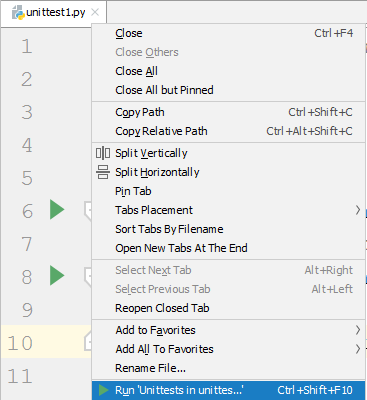 unittest1.py
1
2
3
4
5
6
7
8
9
10
11
Close Ctrl+F4
Close Others
Close All
Close All but Pinned
Copy Path Ctrl+Shift+C
Copy Relative Path Ctrl+Alt+Shift+C
Split Vertically
Split Horizontally
Pin Tab
Tabs Placement
Sort Tabs By Filename
Open New Tabs At The End
Select Next Tab Alt+Right
Select Previous Tab Alt+Left
Reopen Closed Tab
Add to Favorites
Add All To Favorites
Rename File...
Run 'Unittests in unittes...' Ctrl+Shift+F10